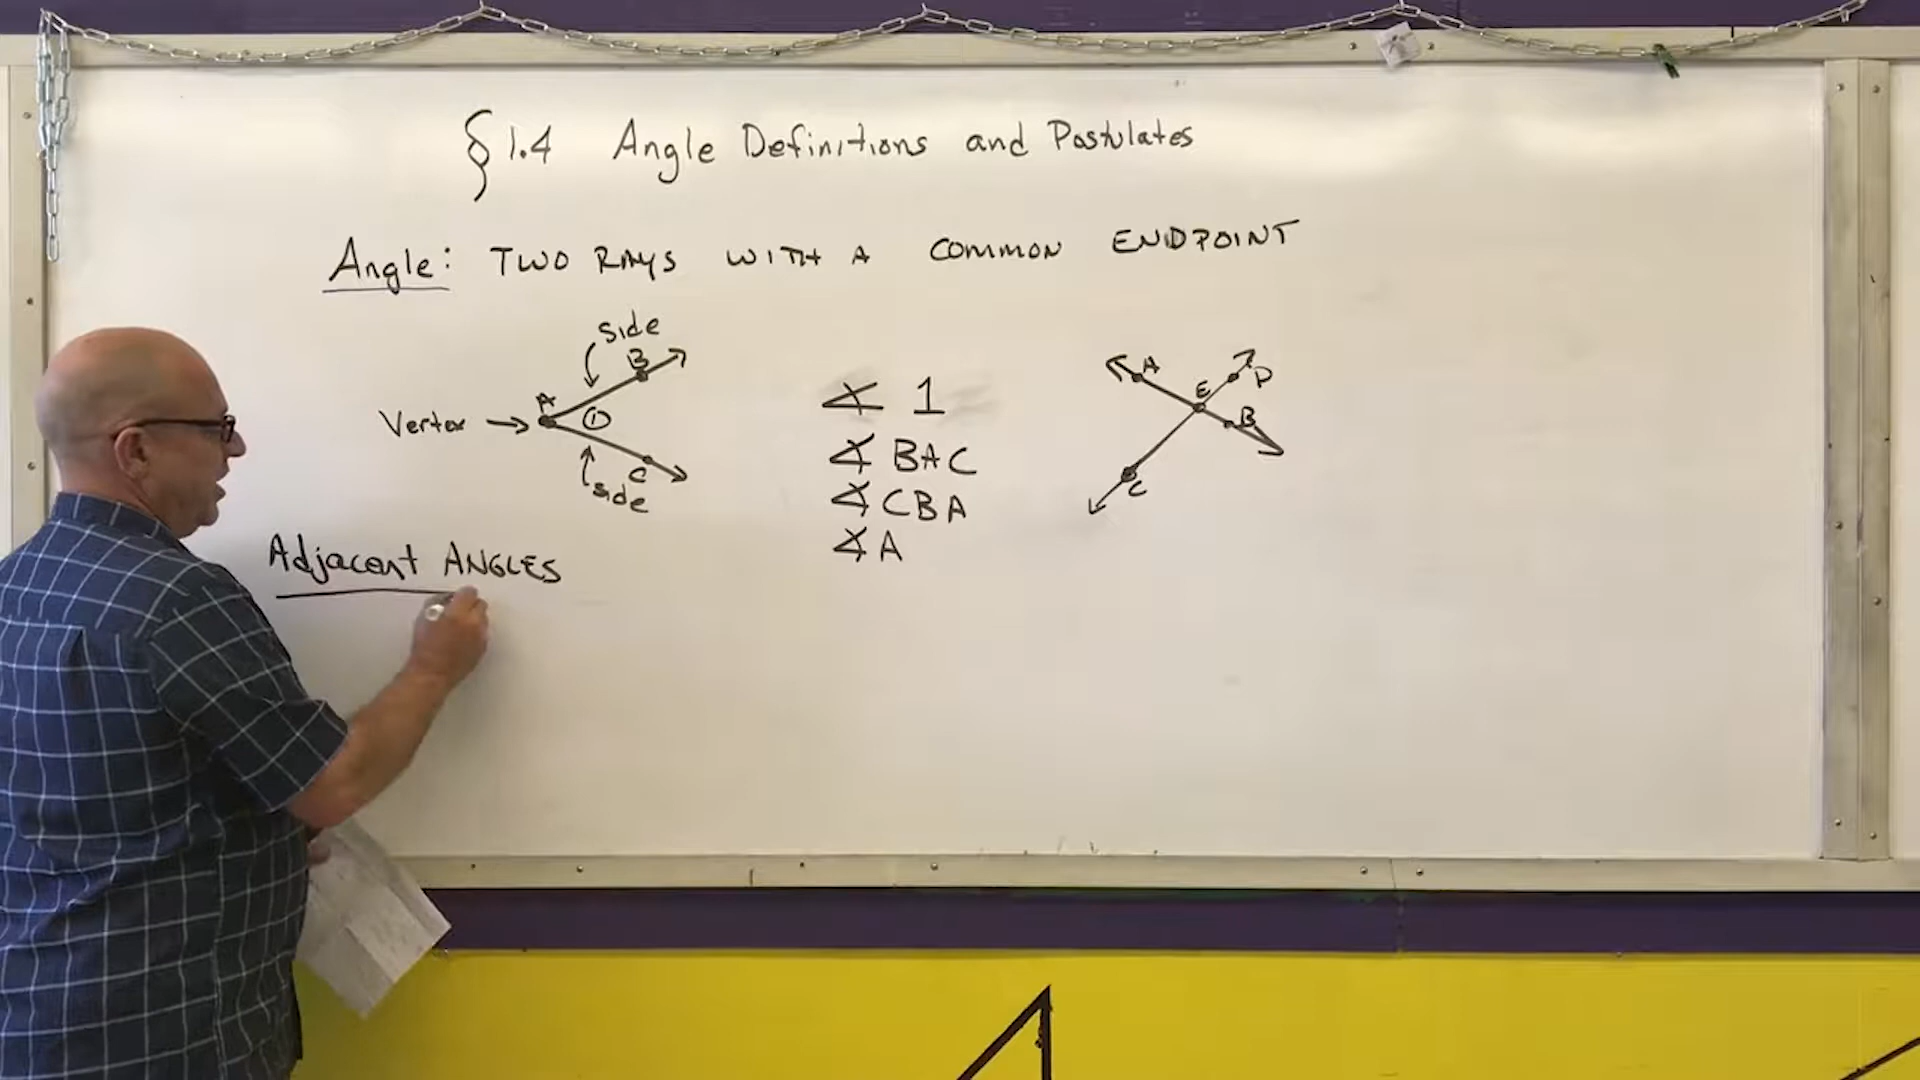 § 1.4 Angle Definitions and Postulates
Angle: TWO RAYS WITH A COMMON ENDPOINT
side
B
A
Vertex →
1
C
side
∡ 1
∡ BAC
∡ CBA
∡ A
A
E
D
B
C
Adjacent ANGLES